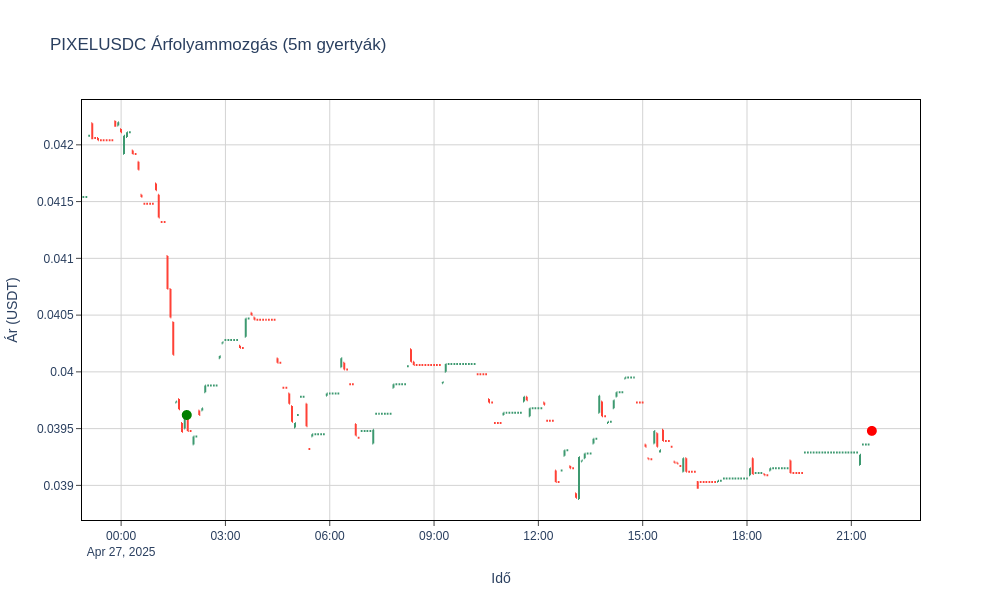 PIXELUSDC Árfolyammozgás (5m gyertyák)
0.042
0.0415
0.041
0.0405
0.04
0.0395
0.039
Ár (USDT)
00:00 03:00 06:00 09:00 12:00 15:00 18:00 21:00
Apr 27, 2025
Idő